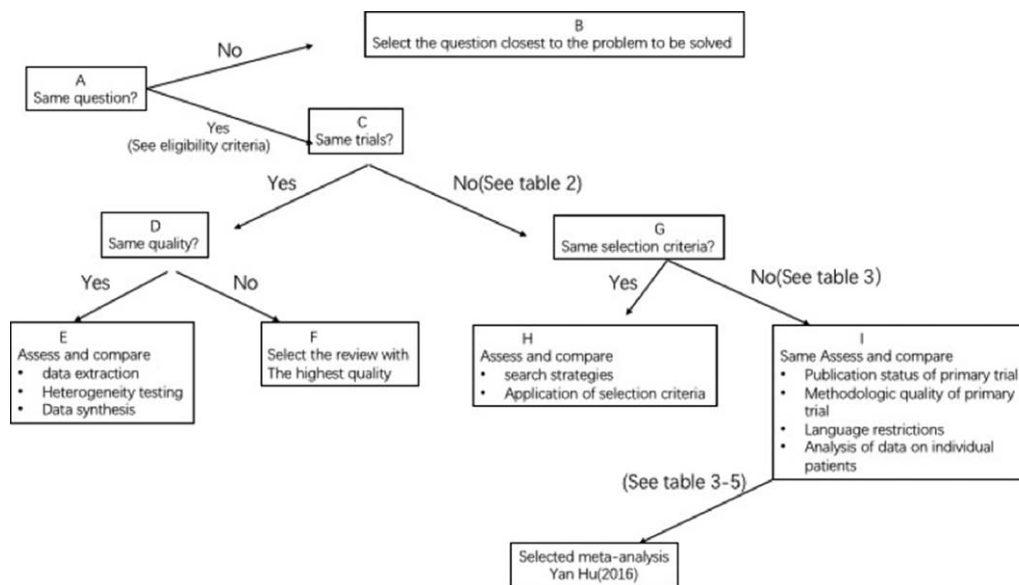 B
Select the question closest to the problem to be solved
No
A
Same question?
Yes
(See eligibility criteria)
C
Same trials?
Yes
No(See table 2)
D
Same quality?
G
Same selection criteria?
Yes
No
Yes
No(See table 3)
E
Assess and compare
• data extraction
• Heterogeneity testing
• Data synthesis
F
Select the review with
The highest quality
H
Assess and compare
• search strategies
• Application of selection criteria
I
Same Assess and compare
• Publication status of primary trial
• Methodologic quality of primary
trial
• Language restrictions
• Analysis of data on individual
patients
(See table 3-5)
Selected meta-analysis
Yan Hu(2016)